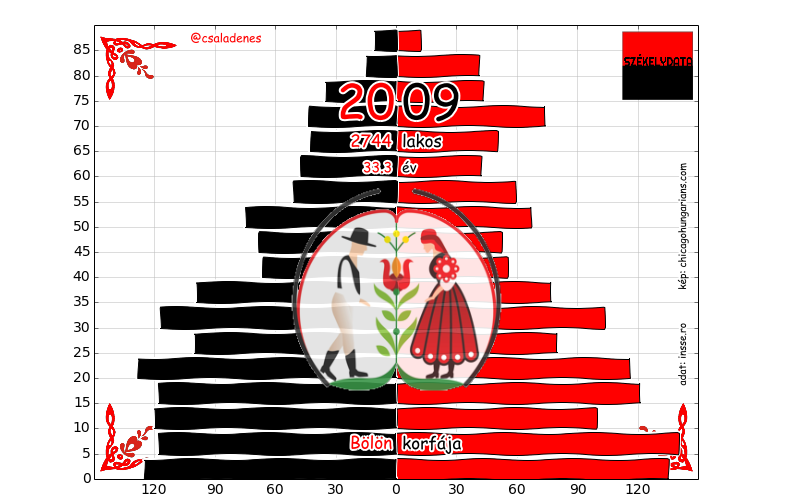 @csaladenes
SZÉKELYDATA
2009
2744 lakos
33.3 év
kép: chicagohungarians.com
adat: insse.ro
Bölön korfája
85
80
75
70
65
60
55
50
45
40
35
30
25
20
15
10
5
0
120 90 60 30 0 30 60 90 120